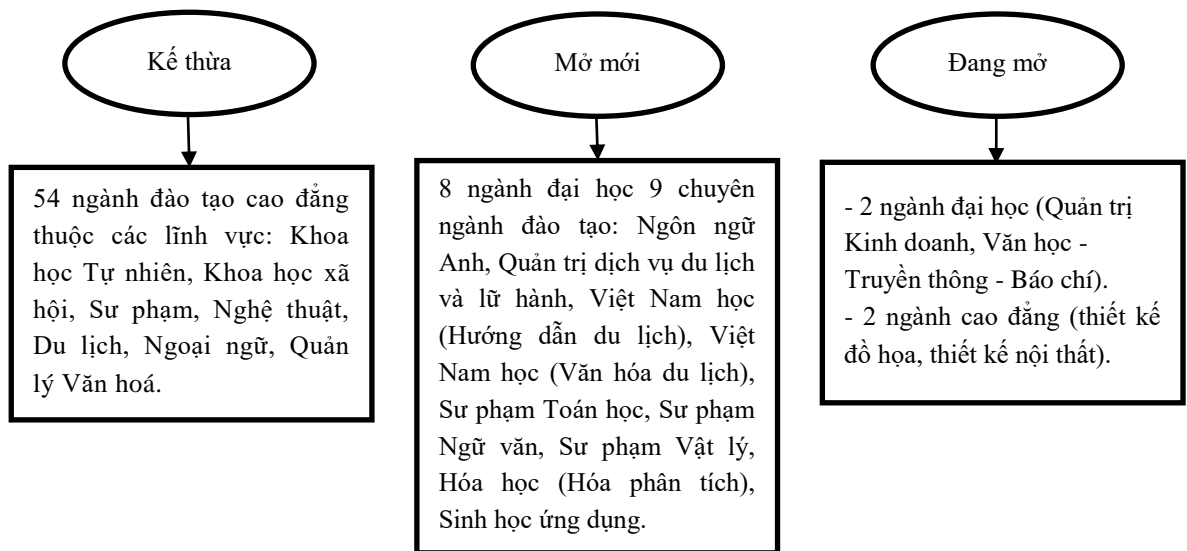 Kế thừa
54 ngành đào tạo cao đẳng
thuộc các lĩnh vực: Khoa
học Tự nhiên, Khoa học xã
hội, Sư phạm, Nghệ thuật,
Du lịch, Ngoại ngữ, Quản
lý Văn hoá.
Mở mới
8 ngành đại học 9 chuyên
ngành đào tạo: Ngôn ngữ
Anh, Quản trị dịch vụ du lịch
và lữ hành, Việt Nam học
(Hướng dẫn du lịch), Việt
Nam học (Văn hóa du lịch),
Sư phạm Toán học, Sư phạm
Ngữ văn, Sư phạm Vật lý,
Hóa học (Hóa phân tích),
Sinh học ứng dụng.
Đang mở
- 2 ngành đại học (Quản trị
Kinh doanh, Văn học -
Truyền thông - Báo chí).
- 2 ngành cao đẳng (thiết kế
đồ họa, thiết kế nội thất).